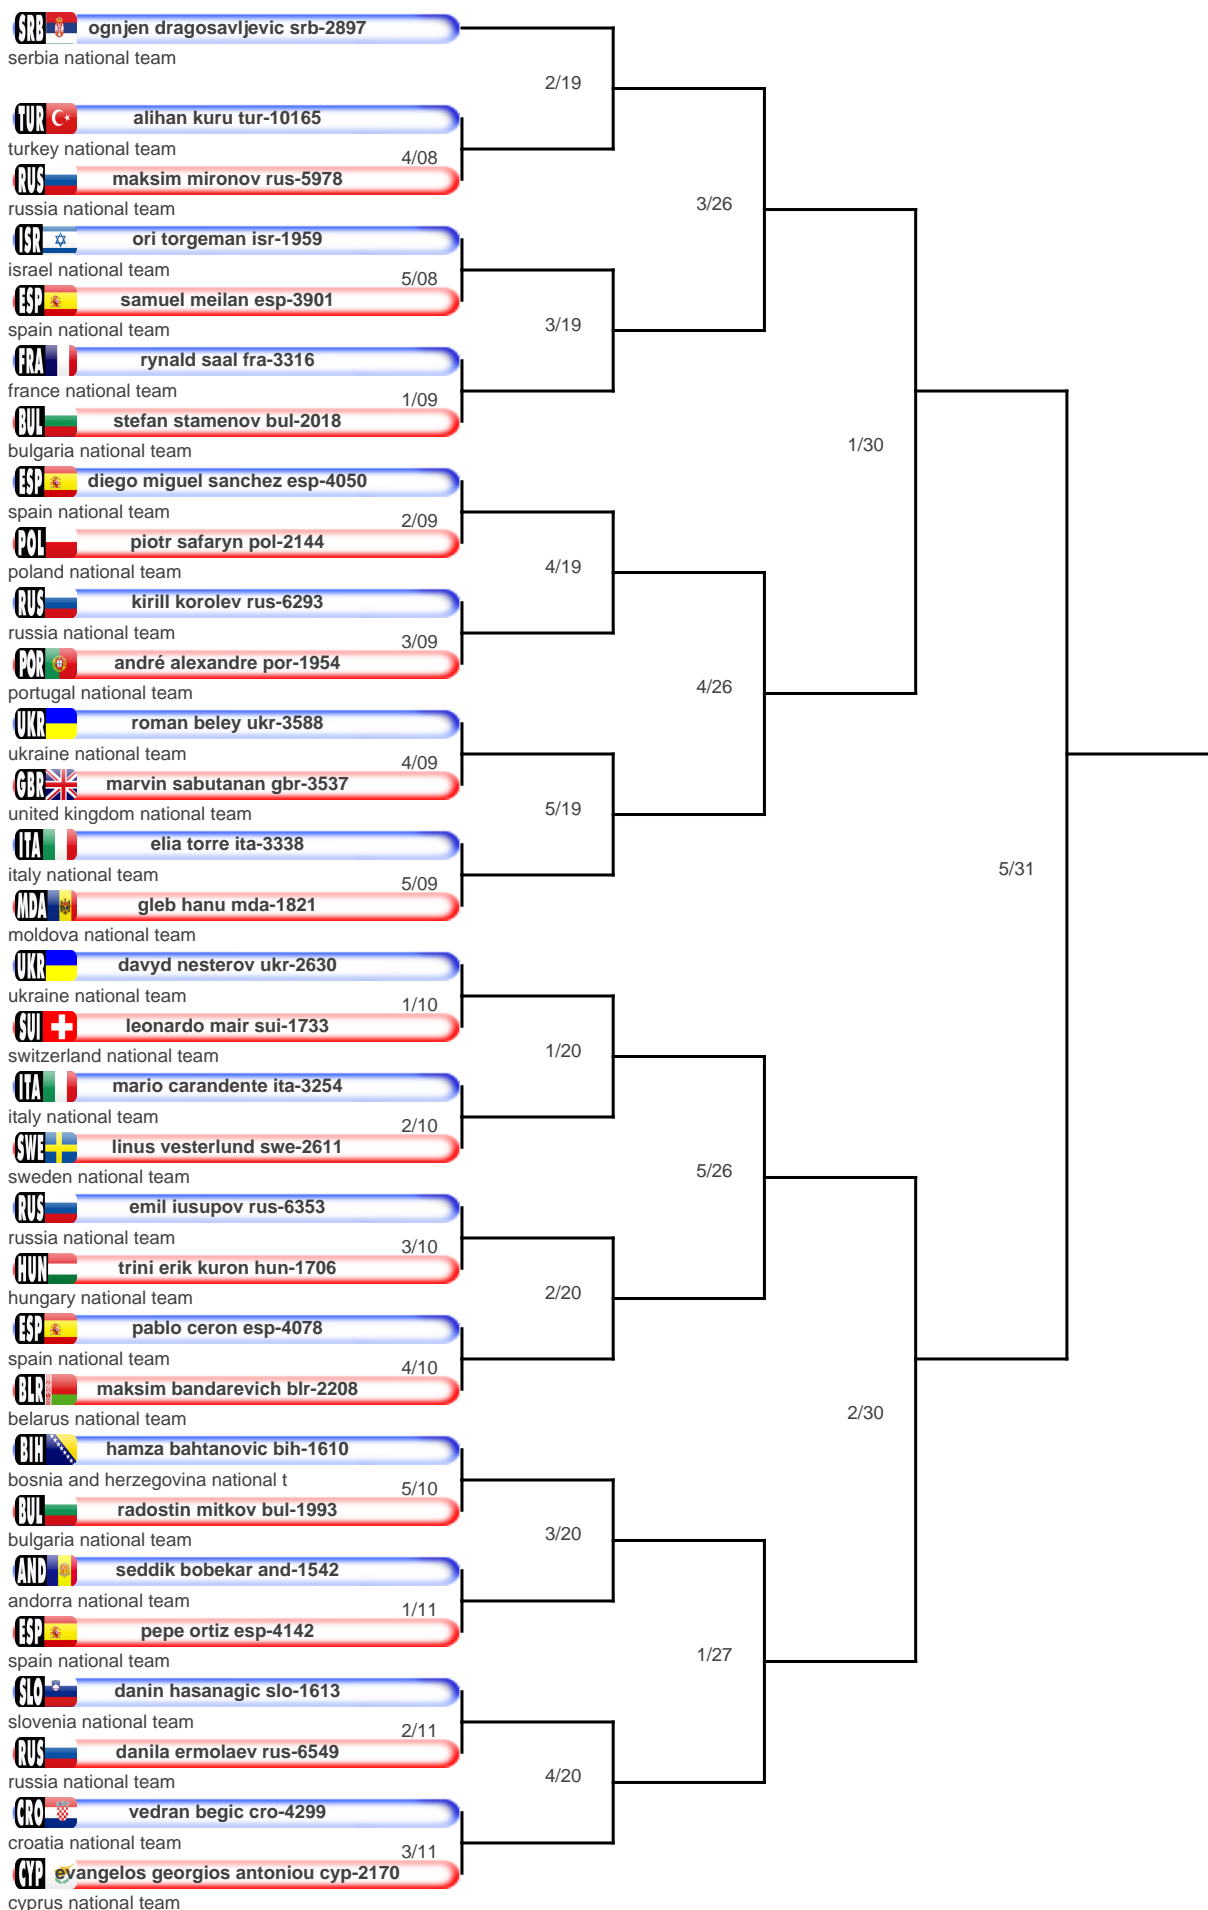 SRB ognjen dragosavljevic srb-2897
serbia national team
2/19
TUR alihan kuru tur-10165
turkey national team
4/08
RUS maksim mironov rus-5978
russia national team
3/26
ISR ori torgeman isr-1959
israel national team
5/08
ESP samuel meilan esp-3901
spain national team
3/19
FRA rynald saal fra-3316
france national team
1/09
BUL stefan stamenov bul-2018
bulgaria national team
1/30
ESP diego miguel sanchez esp-4050
spain national team
2/09
POL piotr safaryn pol-2144
poland national team
4/19
RUS kirill korolev rus-6293
russia national team
3/09
POR andré alexandre por-1954
portugal national team
4/26
UKR roman beley ukr-3588
ukraine national team
4/09
GBR marvin sabutanan gbr-3537
united kingdom national team
5/19
ITA elia torre ita-3338
italy national team
5/31
5/09
MDA gleb hanu mda-1821
moldova national team
UKR davyd nesterov ukr-2630
ukraine national team
1/10
SUI leonardo mair sui-1733
switzerland national team
1/20
ITA mario carandente ita-3254
italy national team
2/10
SWE linus vesterlund swe-2611
sweden national team
5/26
RUS emil iusupov rus-6353
russia national team
3/10
HUN trini erik kuron hun-1706
hungary national team
2/20
ESP pablo ceron esp-4078
spain national team
4/10
BLR maksim bandarevich blr-2208
belarus national team
2/30
BIH hamza bahtanovic bih-1610
bosnia and herzegovina national t
5/10
BUL radostin mitkov bul-1993
bulgaria national team
3/20
AND seddik bobekar and-1542
andorra national team
1/11
ESP pepe ortiz esp-4142
spain national team
1/27
SLO danin hasanagic slo-1613
slovenia national team
2/11
RUS danila ermolaev rus-6549
russia national team
4/20
CRO vedran begic cro-4299
croatia national team
3/11
CYP evangelos georgios antoniou cyp-2170
cyprus national team